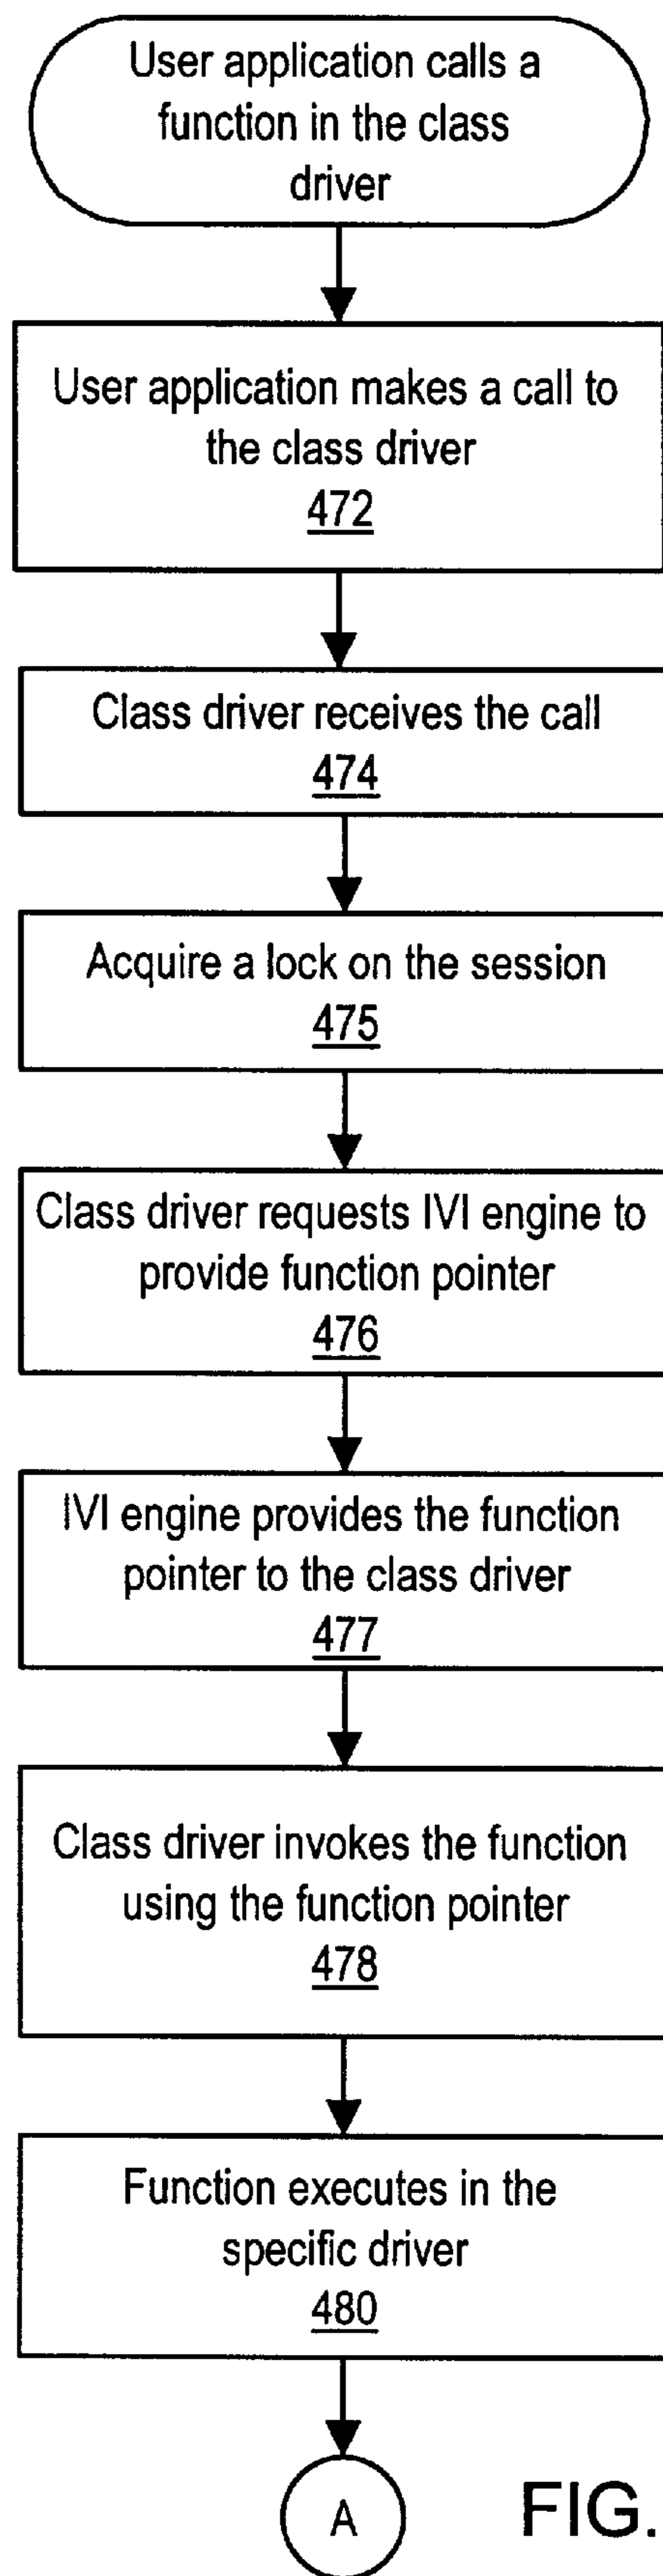 User application calls a
function in the class
driver
User application makes a call to
the class driver
472
Class driver receives the call
474
Acquire a lock on the session
475
Class driver requests IVI engine to
provide function pointer
476
IVI engine provides the function
pointer to the class driver
477
Class driver invokes the function
using the function pointer
478
Function executes in the
specific driver
480
A
FIG.